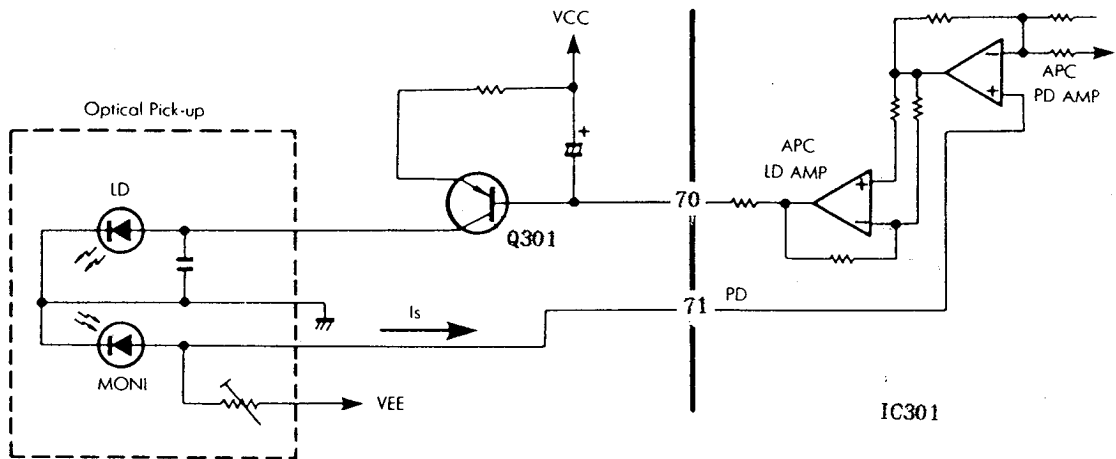 VCC
Optical Pick-up
LD
MONI
VEE
Is
Q301
+
70
71
PD
APC
LD AMP
+
−
APC
PD AMP
−
+
IC301